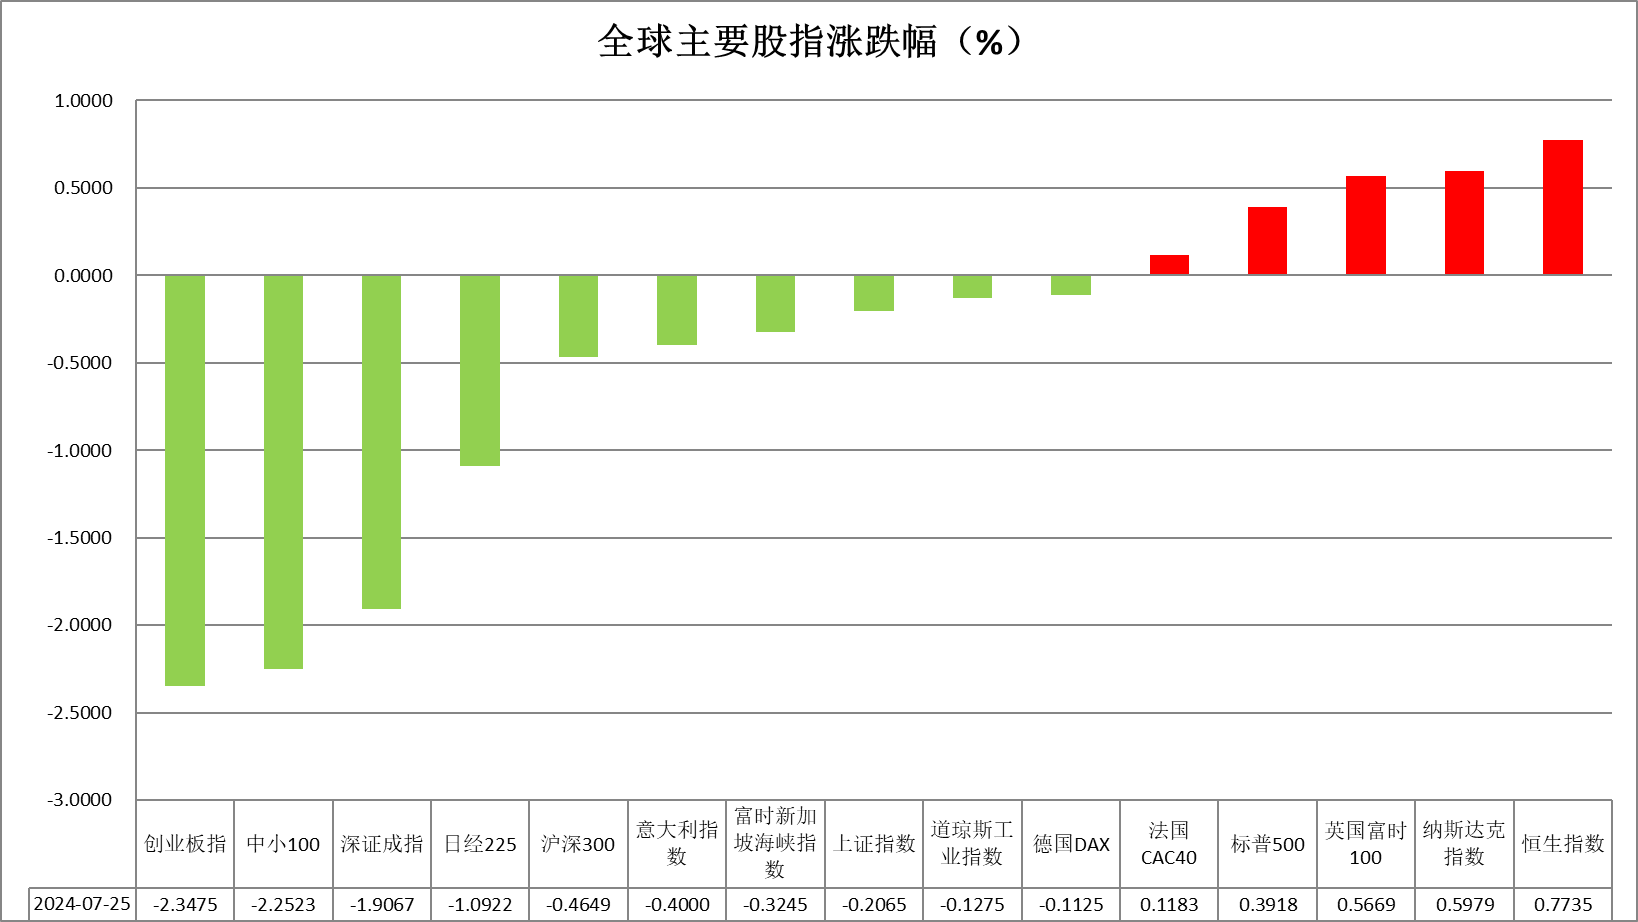 全球主要股指涨跌幅（%）
1.0000
0.5000
0.0000
-0.5000
-1.0000
-1.5000
-2.0000
-2.5000
-3.0000
创业板指
中小100
深证成指
日经225
沪深300
意大利指
数
富时新加
坡海峡指
数
上证指数
道琼斯工
业指数
德国DAX
法国
CAC40
标普500
英国富时
100
纳斯达克
指数
恒生指数
2024-07-25 -2.3475 -2.2523 -1.9067 -1.0922 -0.4649 -0.4000 -0.3245 -0.2065 -0.1275 -0.1125 0.1183 0.3918 0.5669 0.5979 0.7735